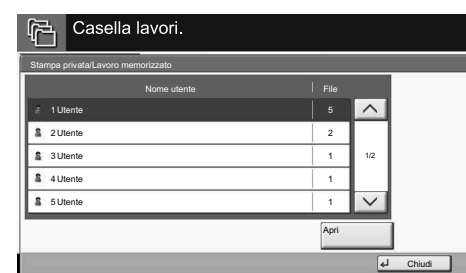 Casella lavori.
Stampa privata/Lavoro memorizzato
Nome utente File
1 Utente 5
2 Utente 2
3 Utente 1
1/2
4 Utente 1
5 Utente 1
Apri
Chiudi